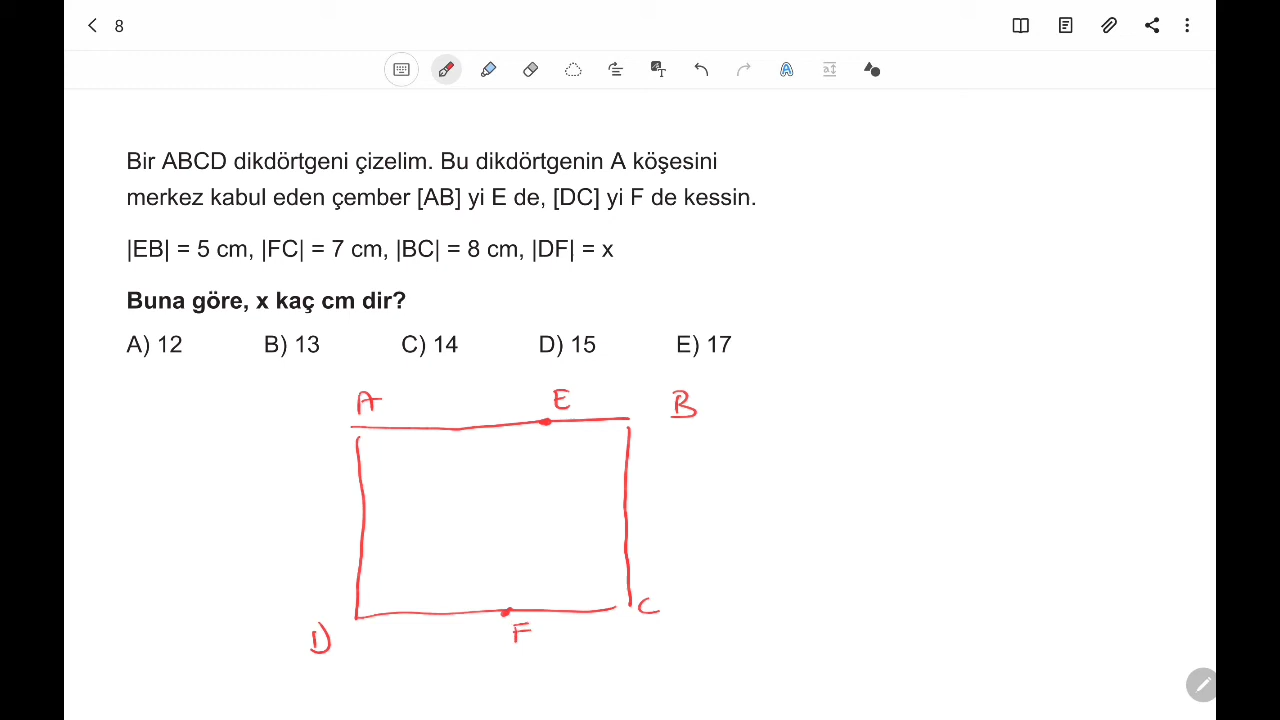 8
Bir ABCD dikdörtgeni çizelim. Bu dikdörtgenin A köşesini
merkez kabul eden çember [AB] yi E de, [DC] yi F de kessin.
|EB| = 5 cm, |FC| = 7 cm, |BC| = 8 cm, |DF| = x
Buna göre, x kaç cm dir?
A) 12 B) 13 C) 14 D) 15 E) 17
A E B
D F C